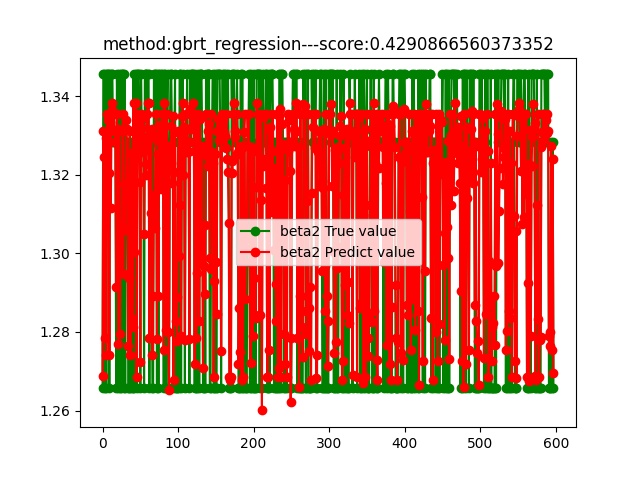 method:gbrt_regression---score:0.4290866560373352
1.34
1.32
1.30
1.28
1.26
beta2 True value
beta2 Predict value
0 100 200 300 400 500 600